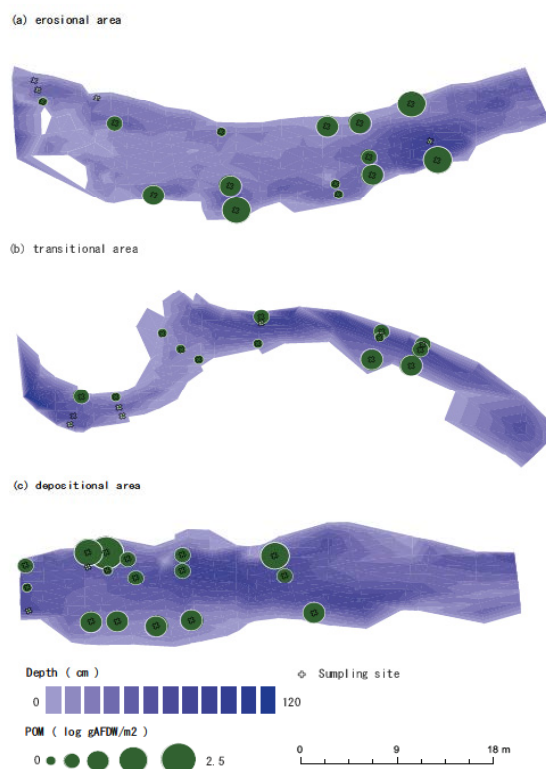 (a) erosional area
(b) transitional area
(c) depositional area
Depth ( cm )
Sumpling site
0 120
POM ( log gAFDW/m2 )
0 2.5
0 9 18 m